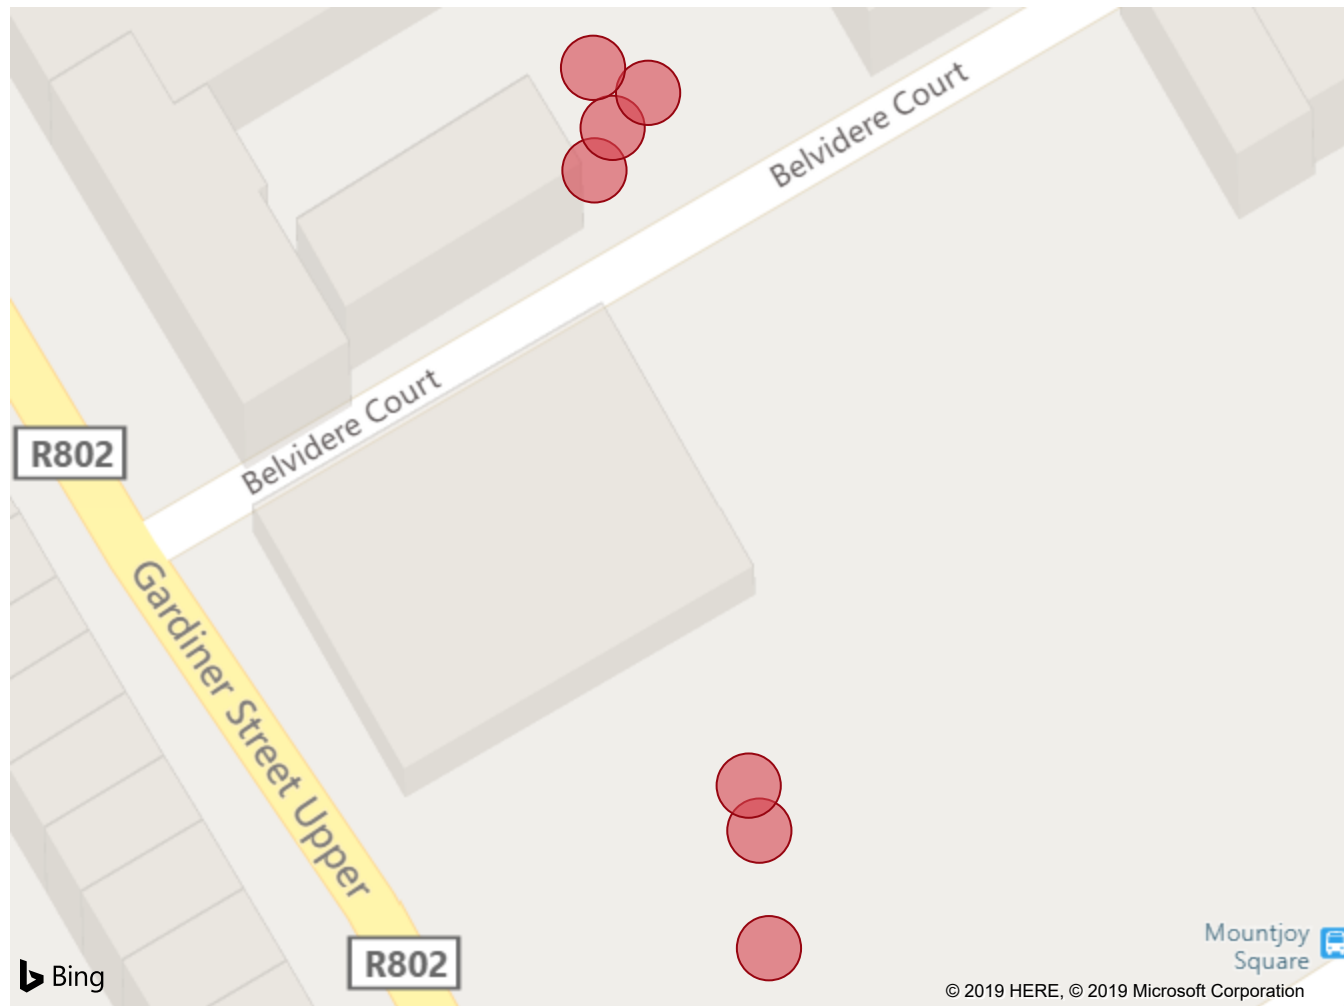 Belvidere Court
Belvidere Court
R802
Gardiner Street Upper
R802
Mountjoy
Square
Bing
© 2019 HERE, © 2019 Microsoft Corporation